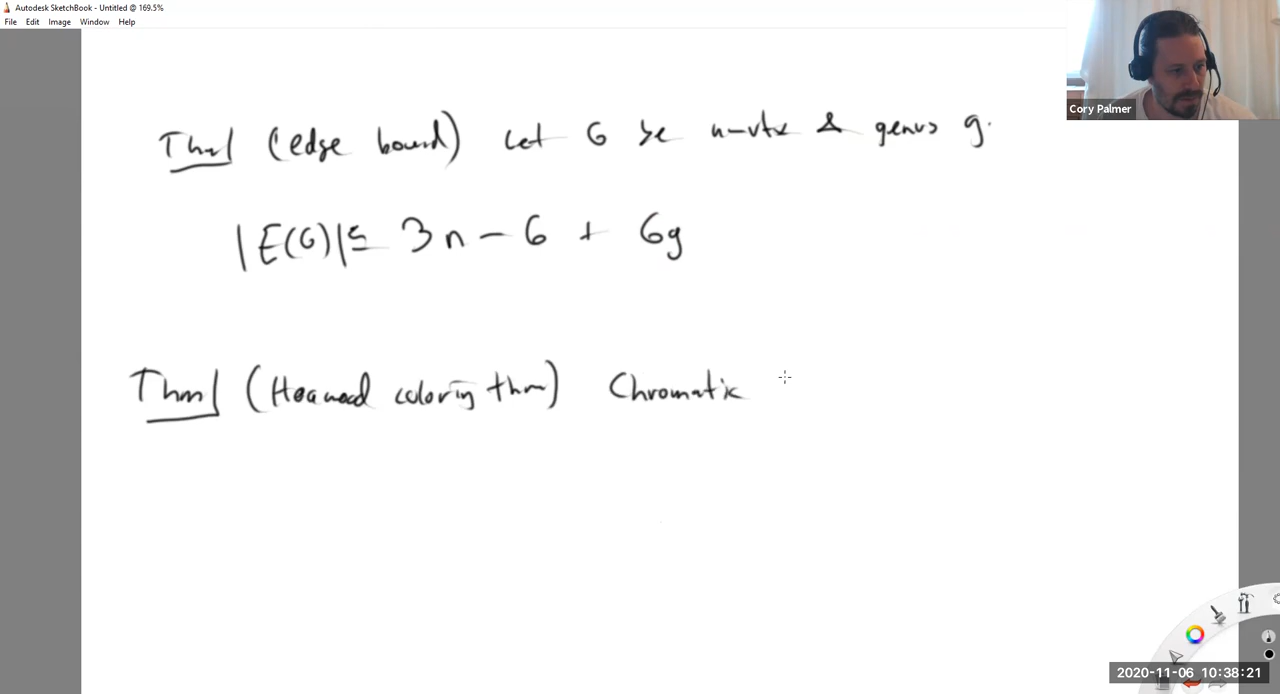 Autodesk SketchBook - Untitled @ 169.5%
File Edit Image Window Help
Cory Palmer
Thm (edge bound) Let G be n-vtx & genus g.
|E(G)| ≤ 3n - 6 + 6g
Thm (Heawood coloring thm) Chromatic
2020-11-06 10:38:21